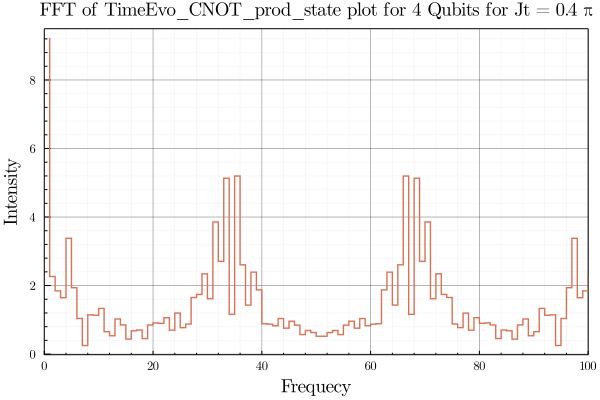 FFT of TimeEvo_CNOT_prod_state plot for 4 Qubits for Jt = 0.4 π
8
6
4
2
0
Intensity
0 20 40 60 80 100
Frequecy